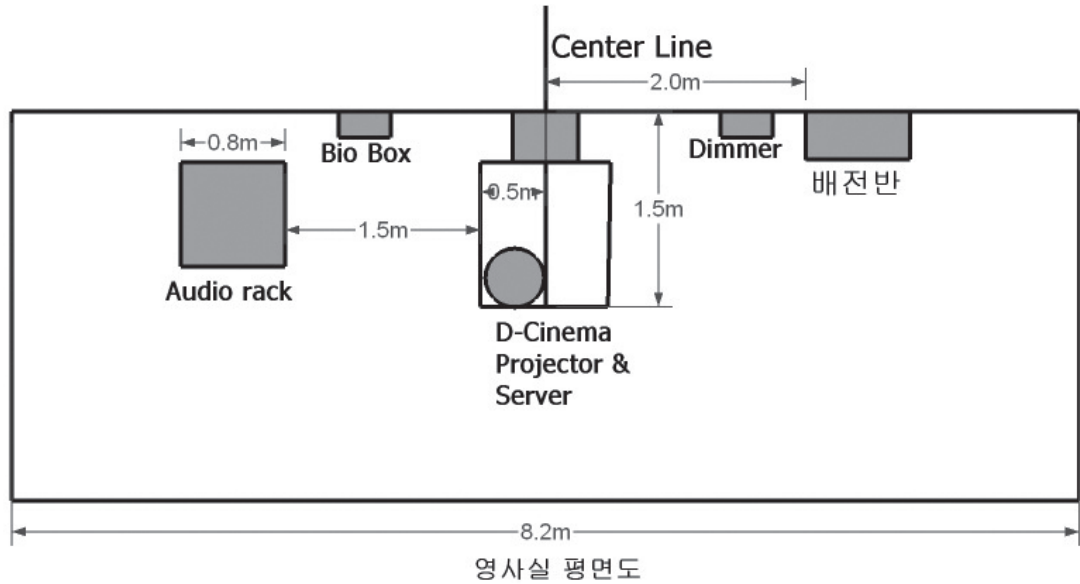 Center Line
2.0m
0.8m
Bio Box
Dimmer
배전반
0.5m
1.5m
1.5m
Audio rack
D-Cinema
Projector &
Server
8.2m
영사실 평면도